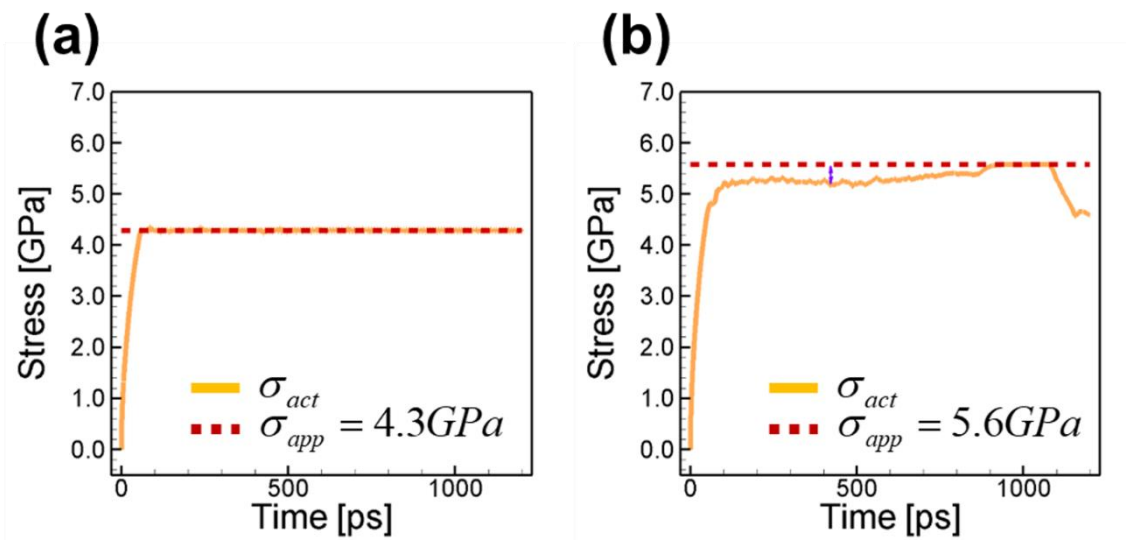 (a)
7.0
6.0
5.0
4.0
3.0
2.0
1.0
0.0
Stress [GPa]
σact
σapp = 4.3GPa
0 500 1000
Time [ps]
(b)
7.0
6.0
5.0
4.0
3.0
2.0
1.0
0.0
Stress [GPa]
σact
σapp = 5.6GPa
0 500 1000
Time [ps]